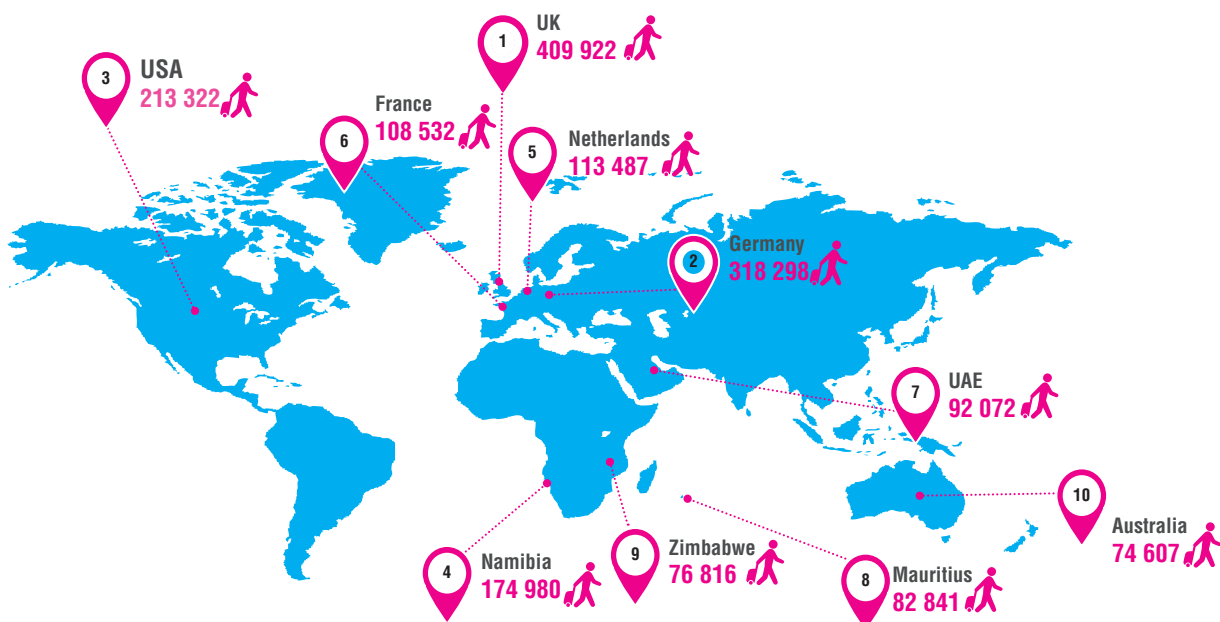 1
UK
409 922
3
USA
213 322
6
France
108 532
5
Netherlands
113 487
2
Germany
318 298
7
UAE
92 072
10
Australia
74 607
4
Namibia
174 980
9
Zimbabwe
76 816
8
Mauritius
82 841